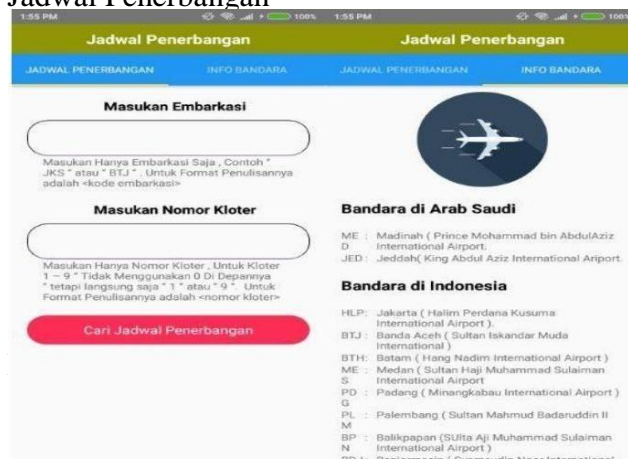 Jadwal Penerbangan
1:55 PM 100%
Jadwal Penerbangan
JADWAL PENERBANGAN INFO BANDARA
Masukan Embarkasi
Masukan Hanya Embarkasi Saja , Contoh "
JKS " atau " BTJ " . Untuk
Format Penulisannya
adalah <kode embarkasi>
Masukan Nomor Kloter
Masukan Hanya Nomor Kloter , Untuk Kloter
1 – 9 " Tidak Menggunakan 0 Di Depannya
" tetapi langsung saja " 1 " atau " 9 ". Untuk
Format Penulisannya adalah <nomor kloter>
Cari Jadwal Penerbangan
1:55 PM 100%
Jadwal Penerbangan
JADWAL PENERBANGAN INFO BANDARA
Bandara di Arab Saudi
ME : Madinah ( Prince Mohammad bin AbdulAziz
D International Airport.
JED: Jeddah( King Abdul Aziz International Ariport.
Bandara di Indonesia
HLP: Jakarta ( Halim Perdana Kusuma
International Airport ).
BTJ : Banda Aceh ( Sultan Iskandar Muda
International )
BTH: Batam ( Hang Nadim International Airport )
ME : Medan ( Sultan Haji Muhammad Sulaiman
S International Airport
PD : Padang ( Minangkabau International Airport )
G
PL : Palembang ( Sultan Mahmud Badaruddin II
M
BP : Balikpapan (SUlta Aji Muhammad Sulaiman
N International Airport )